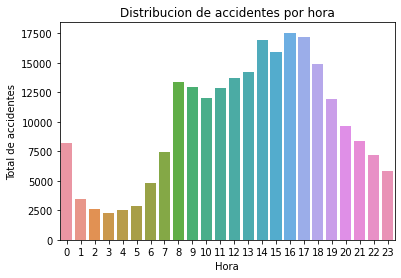 Distribucion de accidentes por hora
Total de accidentes
17500
15000
12500
10000
7500
5000
2500
0
0 1 2 3 4 5 6 7 8 9 10 11 12 13 14 15 16 17 18 19 20 21 22 23
Hora